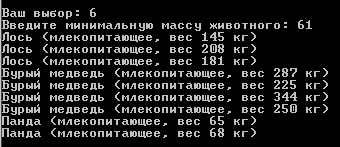 Ваш выбор: 6
Введите минимальную массу животного: 61
Лось (млекопитающее, вес 145 кг)
Лось (млекопитающее, вес 208 кг)
Лось (млекопитающее, вес 181 кг)
Бурый медведь (млекопитающее, вес 287 кг)
Бурый медведь (млекопитающее, вес 225 кг)
Бурый медведь (млекопитающее, вес 344 кг)
Бурый медведь (млекопитающее, вес 250 кг)
Панда (млекопитающее, вес 65 кг)
Панда (млекопитающее, вес 68 кг)